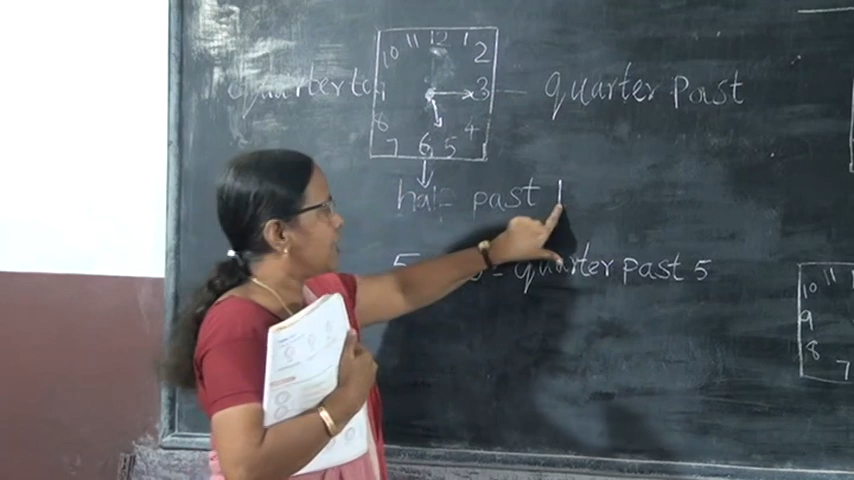 12
11 1
10 2
quarter to 3 — quarter past
8 4
7 6 5
half past 1
5 = quarter past 5
11
10
9
8
7